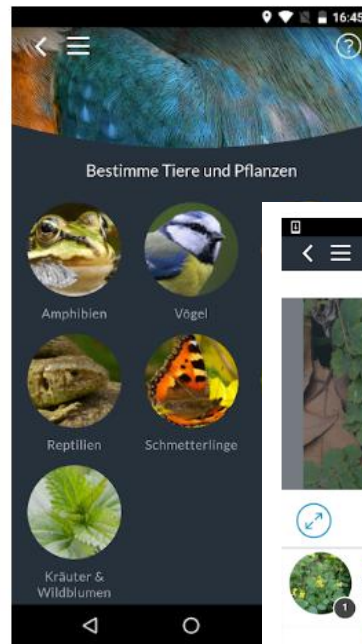 16:45
Bestimme Tiere und Pflanzen
Amphibien
Vögel
Reptilien
Schmetterlinge
Kräuter &
Wildblumen
1